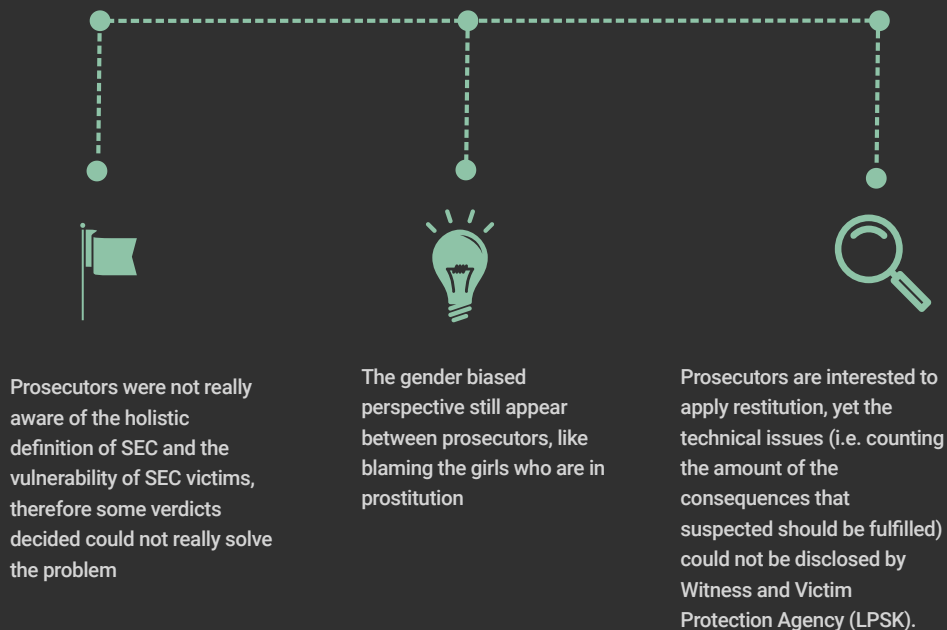 Prosecutors were not really
aware of the holistic
definition of SEC and the
vulnerability of SEC victims,
therefore some verdicts
decided could not really solve
the problem
The gender biased
perspective still appear
between prosecutors, like
blaming the girls who are in
prostitution
Prosecutors are interested to
apply restitution, yet the
technical issues (i.e. counting
the amount of the
consequences that
suspected should be fulfilled)
could not be disclosed by
Witness and Victim
Protection Agency (LPSK).